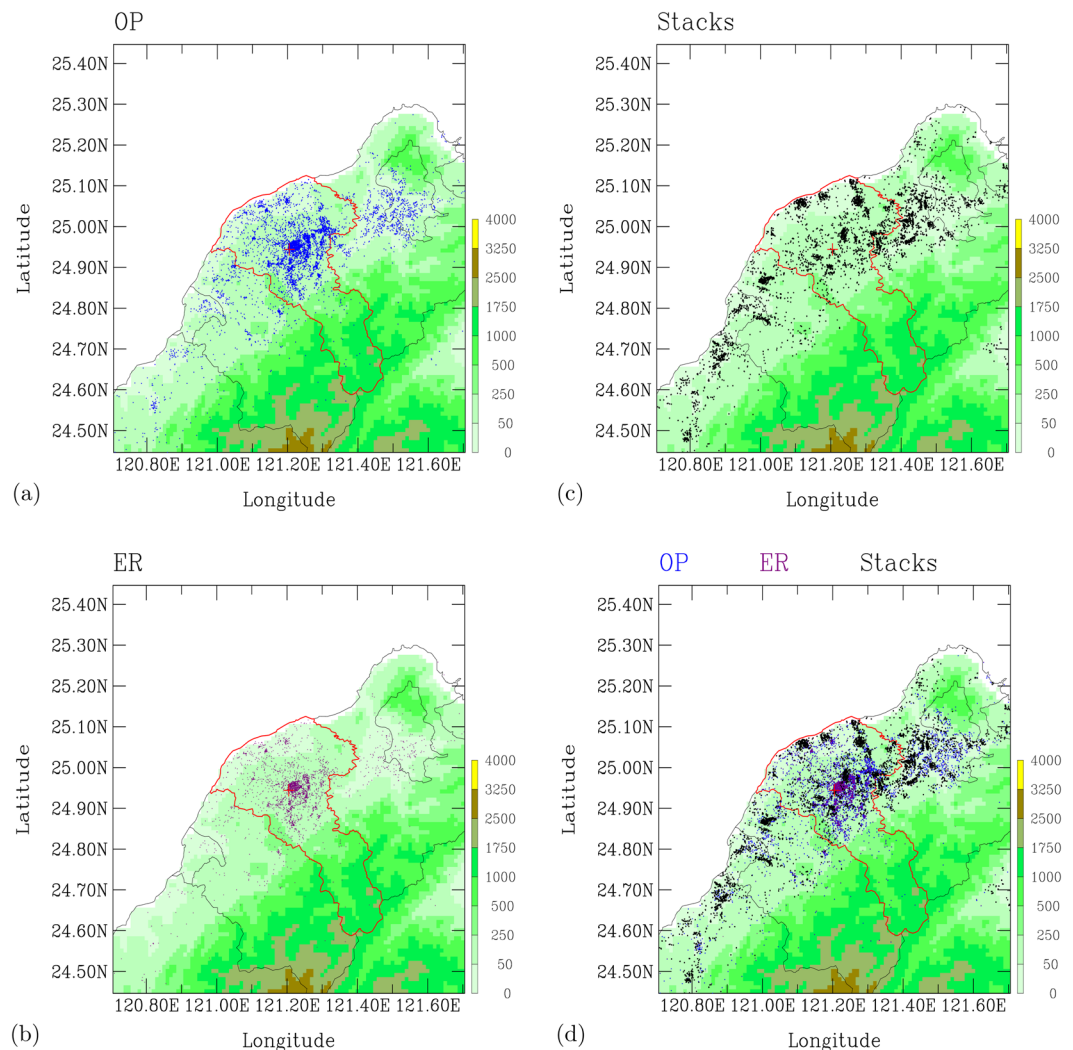 OP
25.40N
25.30N
25.20N
25.10N
25.00N
24.90N
24.80N
24.70N
24.60N
24.50N
Latitude
120.80E 121.00E 121.20E 121.40E 121.60E
Longitude
4000
3250
2500
1750
1000
500
250
50
0
(a)
Stacks
25.40N
25.30N
25.20N
25.10N
25.00N
24.90N
24.80N
24.70N
24.60N
24.50N
Latitude
120.80E 121.00E 121.20E 121.40E 121.60E
Longitude
4000
3250
2500
1750
1000
500
250
50
0
(c)
ER
25.40N
25.30N
25.20N
25.10N
25.00N
24.90N
24.80N
24.70N
24.60N
24.50N
Latitude
120.80E 121.00E 121.20E 121.40E 121.60E
Longitude
4000
3250
2500
1750
1000
500
250
50
0
(b)
OP ER Stacks
25.40N
25.30N
25.20N
25.10N
25.00N
24.90N
24.80N
24.70N
24.60N
24.50N
Latitude
120.80E 121.00E 121.20E 121.40E 121.60E
Longitude
4000
3250
2500
1750
1000
500
250
50
0
(d)